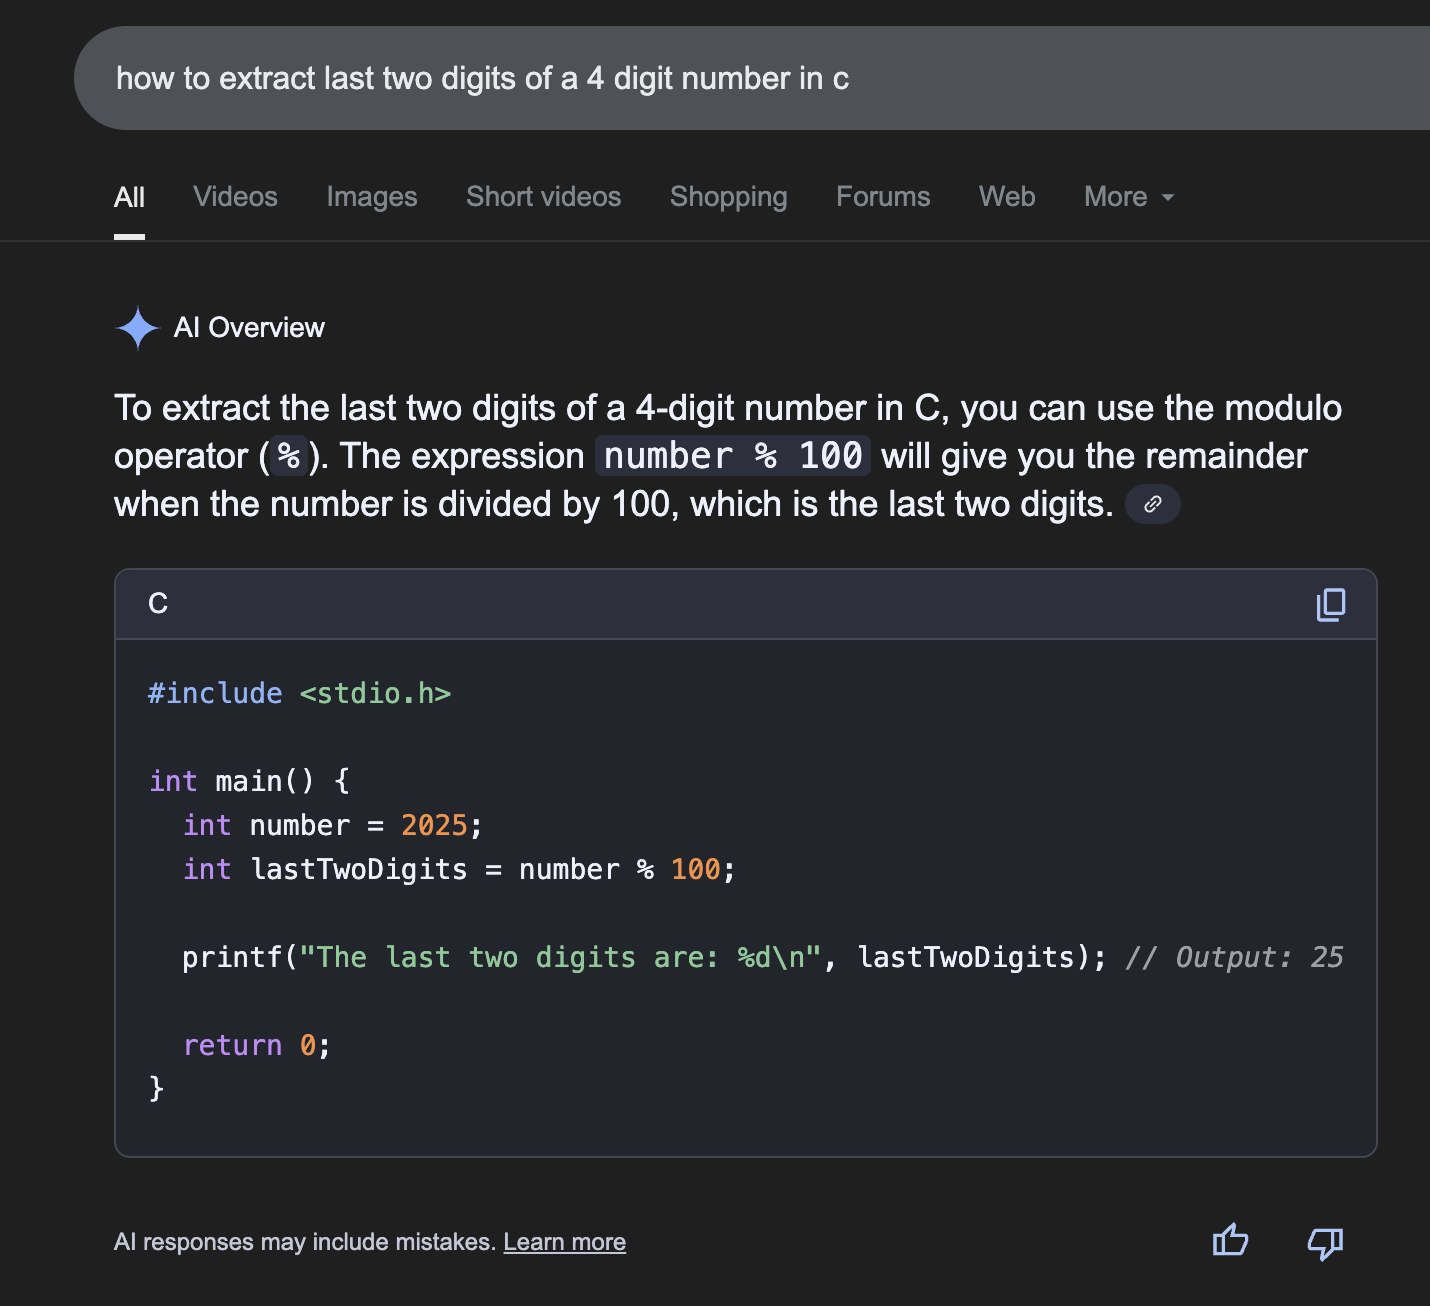 how to extract last two digits of a 4 digit number in c
All Videos Images Short videos Shopping Forums Web More
AI Overview
To extract the last two digits of a 4-digit number in C, you can use the modulo
operator (%). The expression number % 100 will give you the remainder
when the number is divided by 100, which is the last two digits.
C
#include <stdio.h>
int main() {
  int number = 2025;
  int lastTwoDigits = number % 100;
  printf("The last two digits are: %d\n", lastTwoDigits); // Output: 25
  return 0;
}
AI responses may include mistakes. Learn more